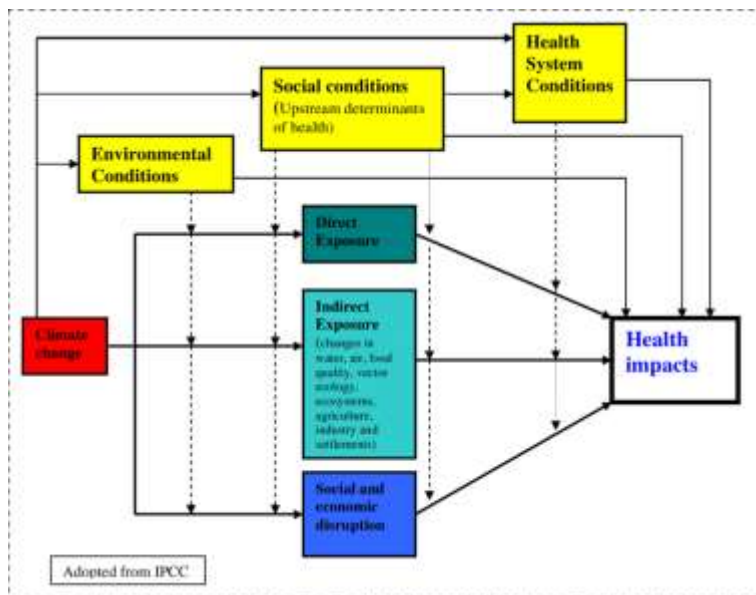 Health
System
Conditions
Social conditions
(Upstream determinants
of health)
Environmental
Conditions
Direct
Exposure
Indirect
Exposure
(changes in
water, air, food
quality, vector
ecology,
ecosystems,
agriculture,
industry and
settlements)
Climate
change
Health
impacts
Social and
economic
disruption
Adopted from IPCC